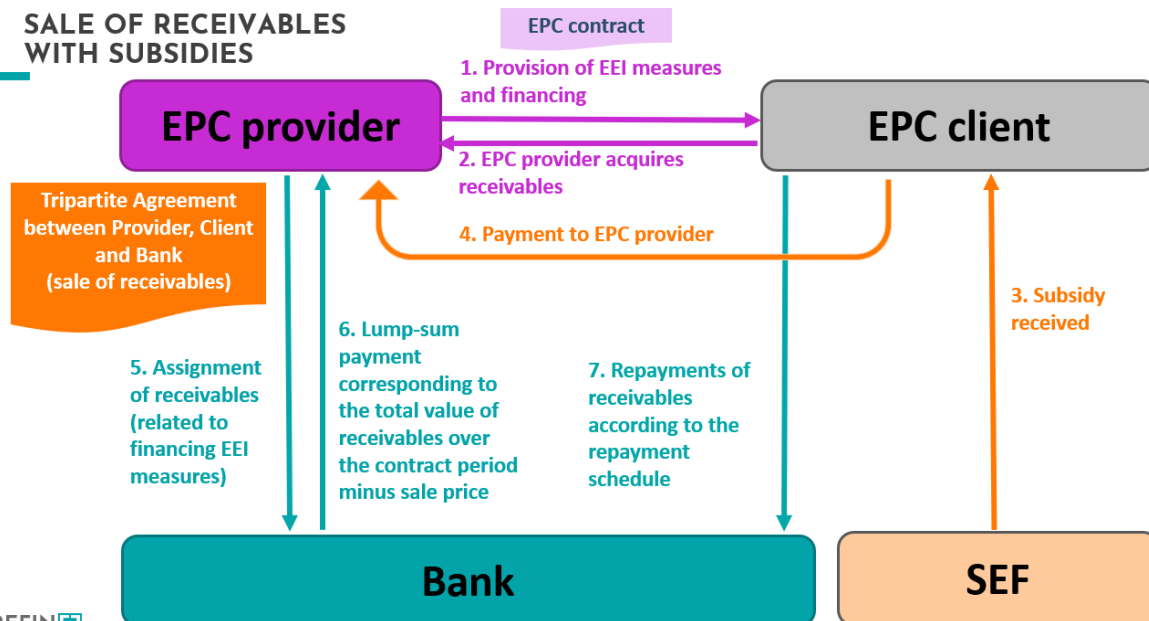 SALE OF RECEIVABLES
WITH SUBSIDIES
EPC contract
1. Provision of EEI measures
and financing
EPC provider
EPC client
2. EPC provider acquires
receivables
Tripartite Agreement
between Provider, Client
and Bank
(sale of receivables)
4. Payment to EPC provider
3. Subsidy
received
5. Assignment
of receivables
(related to
financing EEI
measures)
6. Lump-sum
payment
corresponding to
the total value of
receivables over
the contract period
minus sale price
7. Repayments of
receivables
according to the
repayment
schedule
Bank
SEF